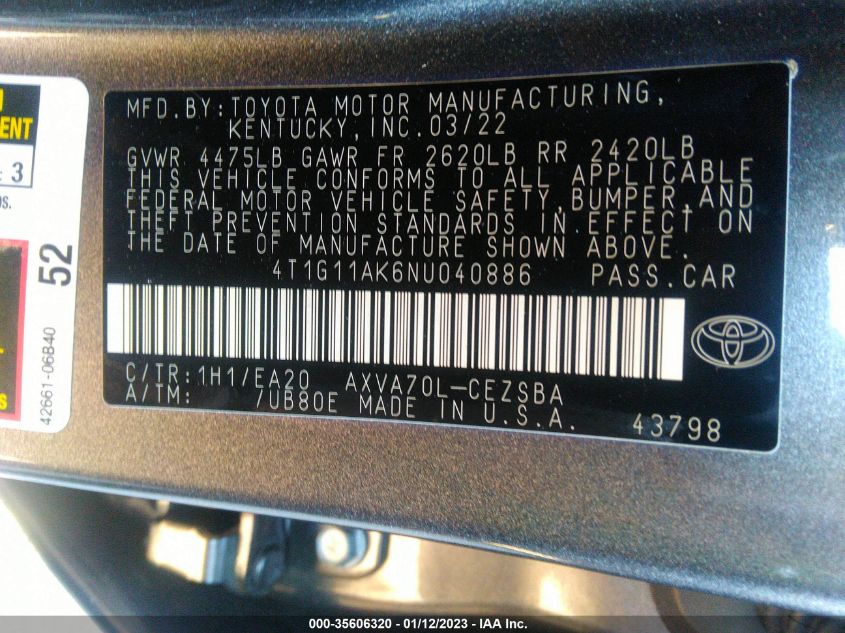 MFD.BY:TOYOTA MOTOR MANUFACTURING,
KENTUCKY,INC.03/22
GVWR 4475LB GAWR FR 2620LB RR 2420LB
THIS VEHICLE CONFORMS TO ALL APPLICABLE
FEDERAL MOTOR VEHICLE SAFETY,BUMPER,AND
THEFT PREVENTION STANDARDS IN EFFECT ON
THE DATE OF MANUFACTURE SHOWN ABOVE.
4T1G11AK6NU040886 PASS.CAR
C/TR:1H1/EA20 AXVA70L-CEZSBA
A/TM: /UB80E MADE IN U.S.A.
43798
3
52
42661-06B40
000-35606320 - 01/12/2023 - IAA Inc.